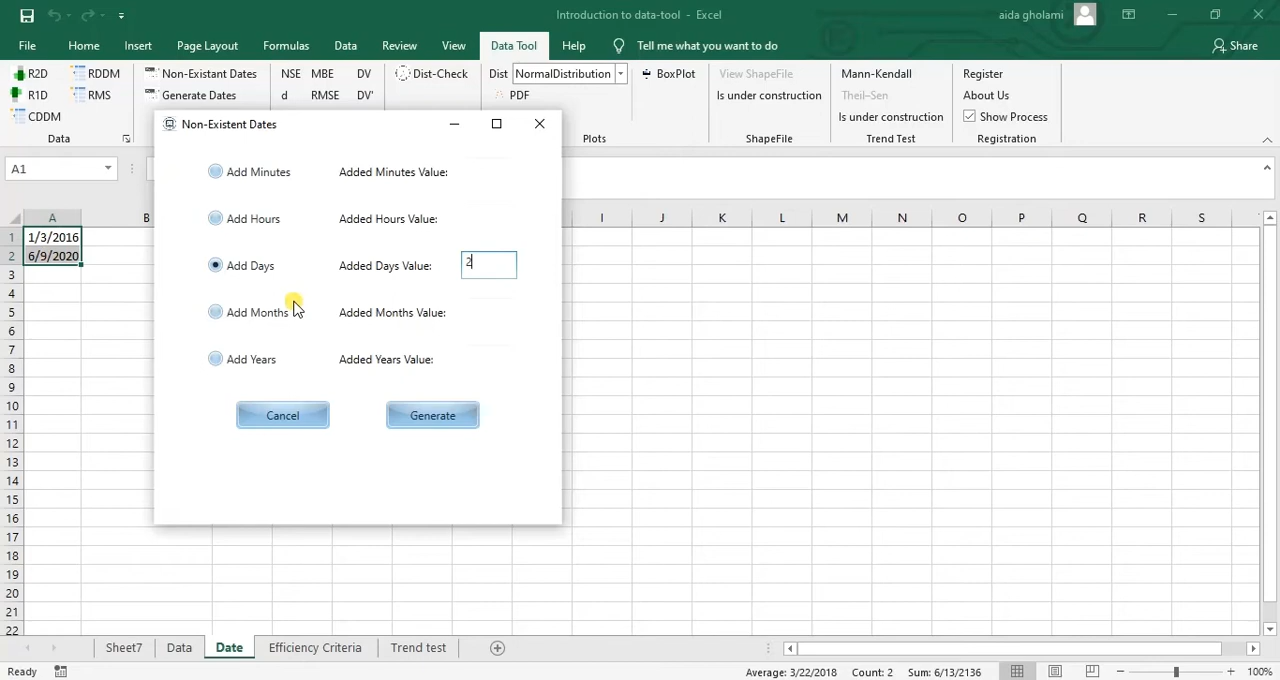 Introduction to data-tool - Excel
aida gholami
File Home Insert Page Layout Formulas Data Review View Data Tool Help Tell me what you want to do Share
R2D RDDM Non-Existant Dates NSE MBE DV Dist-Check Dist NormalDistribution BoxPlot View ShapeFile Mann-Kendall Register
R1D RMS Generate Dates d RMSE DV' PDF Is under construction Theil–Sen About Us
CDDM Is under construction Show Process
Data Plots ShapeFile Trend Test Registration
Non-Existent Dates
A1
Add Minutes Added Minutes Value:
A B I J K L M N O P Q R S
Add Hours Added Hours Value:
1 1/3/2016
2 6/9/2020
Add Days Added Days Value: 2
3
4
Add Months Added Months Value:
5
6
7
Add Years Added Years Value:
8
9
10
Cancel Generate
11
12
13
14
15
16
17
18
19
20
21
22
Sheet7 Data Date Efficiency Criteria Trend test
Ready Average: 3/22/2018 Count: 2 Sum: 6/13/2136 100%